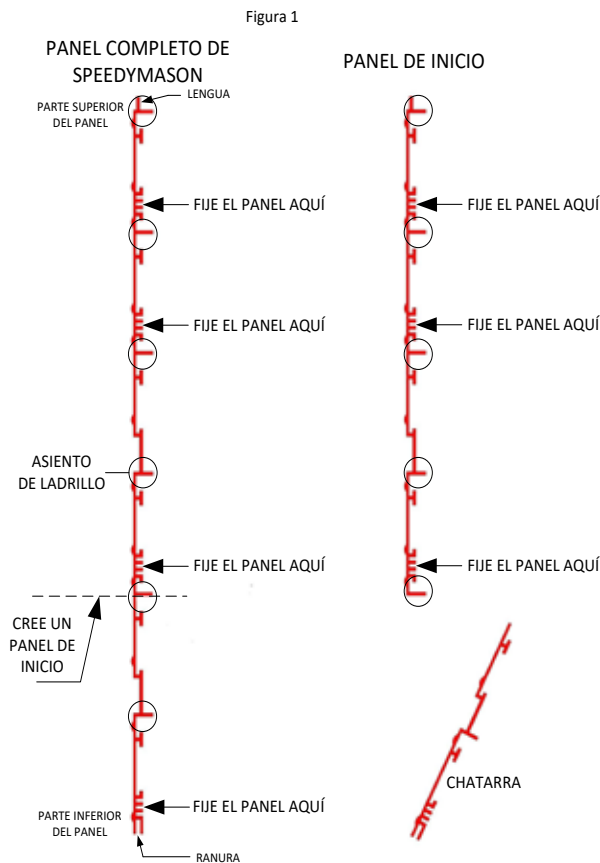 Figura 1
PANEL COMPLETO DE
SPEEDYMASON
PANEL DE INICIO
LENGUA
PARTE SUPERIOR
DEL PANEL
FIJE EL PANEL AQUÍ
FIJE EL PANEL AQUÍ
FIJE EL PANEL AQUÍ
FIJE EL PANEL AQUÍ
ASIENTO
DE LADRILLO
FIJE EL PANEL AQUÍ
FIJE EL PANEL AQUÍ
CREE UN
PANEL DE
INICIO
CHATARRA
FIJE EL PANEL AQUÍ
PARTE INFERIOR
DEL PANEL
RANURA